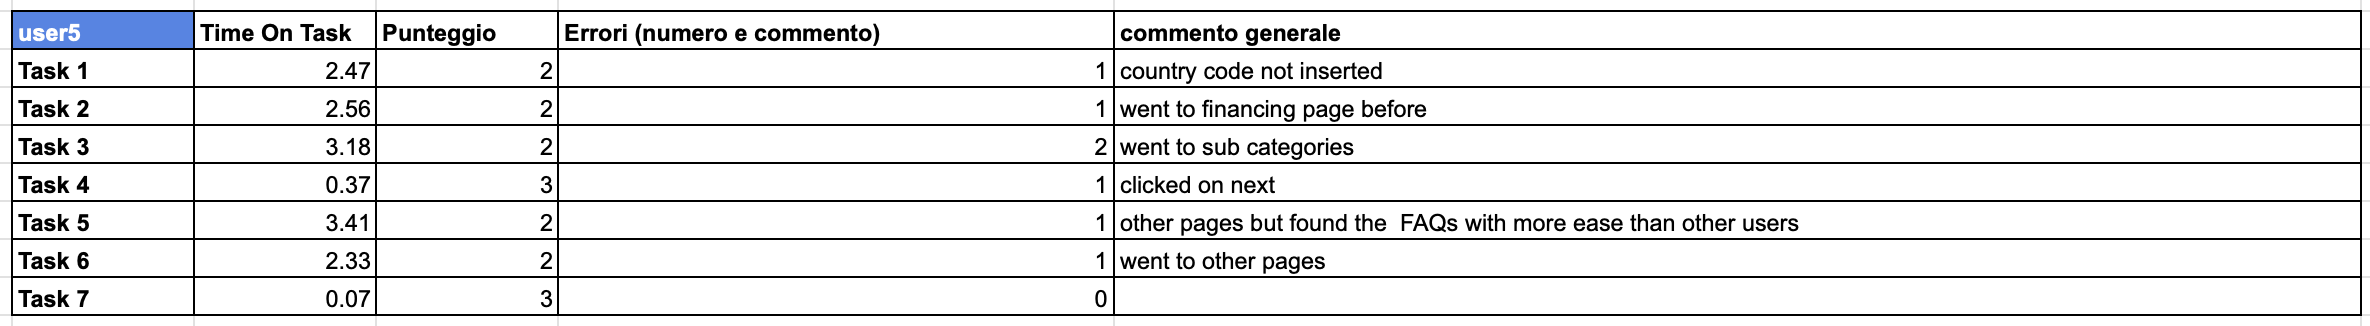 user5 Time On Task Punteggio Errori (numero e commento) commento generale
Task 1 2.47 2 1 country code not inserted
Task 2 2.56 2 1 went to financing page before
Task 3 3.18 2 2 went to sub categories
Task 4 0.37 3 1 clicked on next
Task 5 3.41 2 1 other pages but found the  FAQs with more ease than other users
Task 6 2.33 2 1 went to other pages
Task 7 0.07 3 0